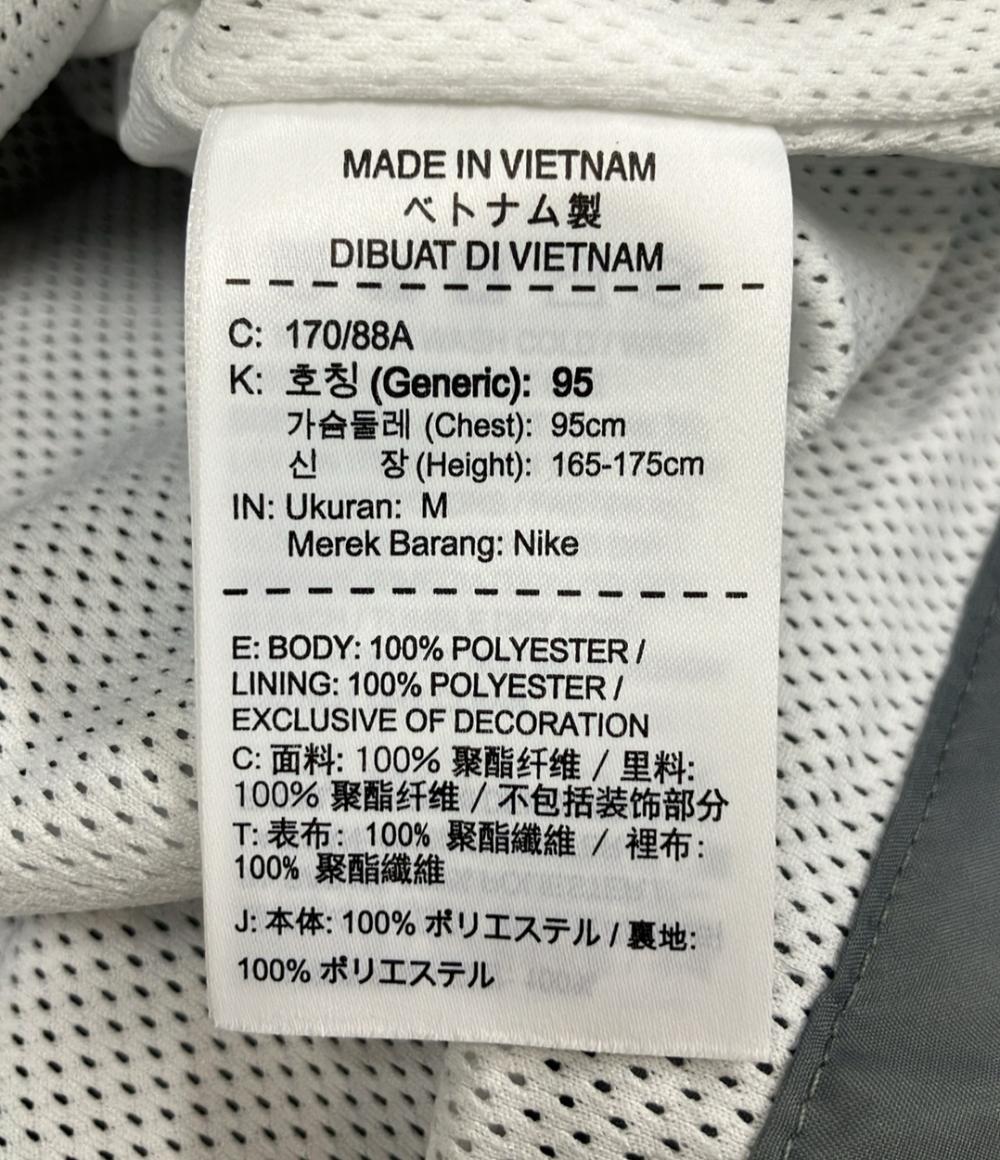 MADE IN VIETNAM
ベトナム製
DIBUAT DI VIETNAM
C: 170/88A
K: 호칭 (Generic): 95
가슴둘레 (Chest): 95cm
신 장 (Height): 165-175cm
IN: Ukuran: M
Merek Barang: Nike
E: BODY: 100% POLYESTER /
LINING: 100% POLYESTER /
EXCLUSIVE OF DECORATION
C: 面料: 100% 聚酯纤维 / 里料:
100% 聚酯纤维 / 不包括装饰部分
T: 表布: 100% 聚酯纖維 / 裡布:
100% 聚酯纖維
J: 本体: 100% ポリエステル / 裏地:
100% ポリエステル